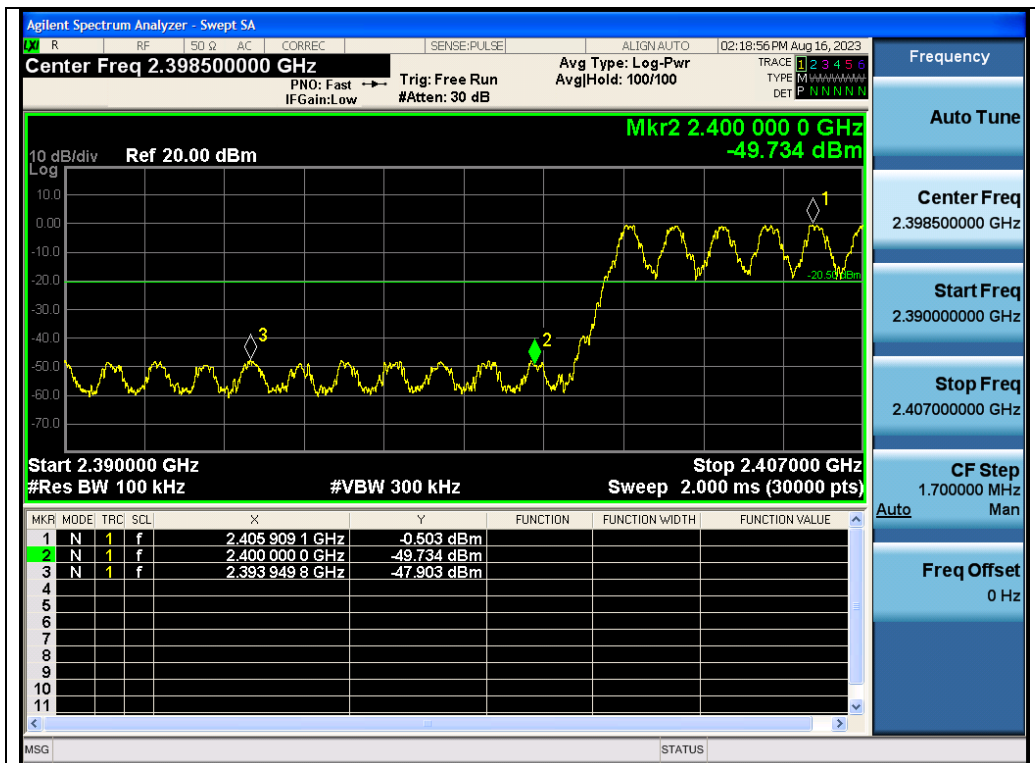 Agilent Spectrum Analyzer - Swept SA
LXI R RF 50 Ω AC CORREC SENSE:PULSE ALIGN AUTO 02:18:56 PM Aug 16, 2023
Center Freq 2.398500000 GHz
PNO: Fast
IFGain:Low
Trig: Free Run
#Atten: 30 dB
Avg Type: Log-Pwr
Avg|Hold: 100/100
TRACE 1 2 3 4 5 6
TYPE M
DET P N N N N N
Mkr2 2.400 000 0 GHz
-49.734 dBm
10 dB/div Ref 20.00 dBm
Log
10.0
0.00
-10.0
-20.0
-30.0
-40.0
-50.0
-60.0
-70.0
1
2
3
Start 2.390000 GHz Stop 2.407000 GHz
#Res BW 100 kHz #VBW 300 kHz Sweep 2.000 ms (30000 pts)
MKR MODE TRC SCL X Y FUNCTION FUNCTION WIDTH FUNCTION VALUE
1 N 1 f 2.405 909 1 GHz -0.503 dBm
2 N 1 f 2.400 000 0 GHz -49.734 dBm
3 N 1 f 2.393 949 8 GHz -47.903 dBm
4
5
6
7
8
9
10
11
MSG STATUS
Frequency
Auto Tune
Center Freq
2.398500000 GHz
Start Freq
2.390000000 GHz
Stop Freq
2.407000000 GHz
CF Step
1.700000 MHz
Auto Man
Freq Offset
0 Hz